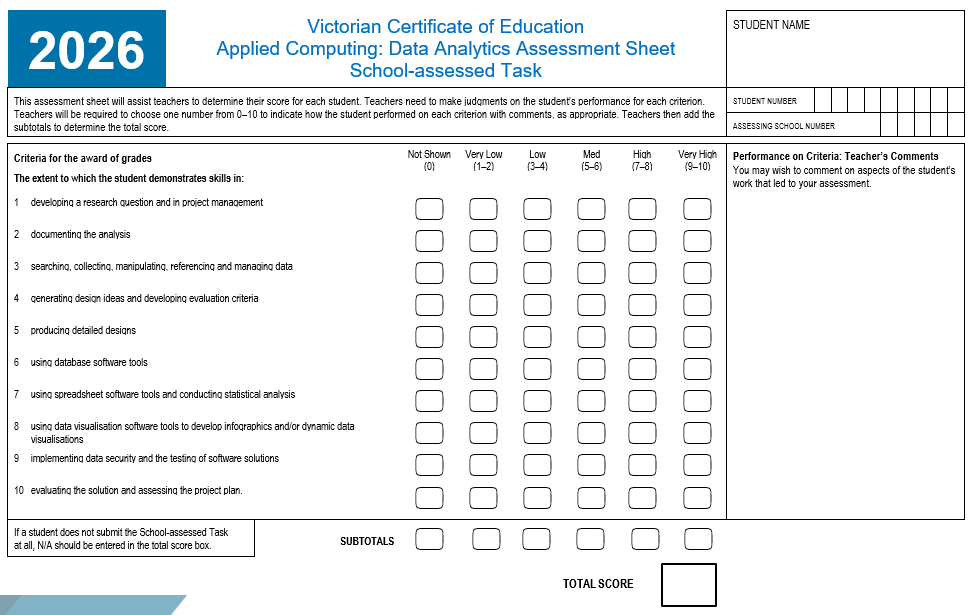 2026
Victorian Certificate of Education
Applied Computing: Data Analytics Assessment Sheet
School-assessed Task
STUDENT NAME
This assessment sheet will assist teachers to determine their score for each student. Teachers need to make judgments on the student's performance for each criterion.
Teachers will be required to choose one number from 0–10 to indicate how the student performed on each criterion with comments, as appropriate. Teachers then add the
subtotals to determine the total score.
STUDENT NUMBER
ASSESSING SCHOOL NUMBER
Criteria for the award of grades
The extent to which the student demonstrates skills in:
Not Shown Very Low Low Med High Very High
(0) (1–2) (3–4) (5–6) (7–8) (9–10)
Performance on Criteria: Teacher's Comments
You may wish to comment on aspects of the student's
work that led to your assessment.
1 developing a research question and in project management
2 documenting the analysis
3 searching, collecting, manipulating, referencing and managing data
4 generating design ideas and developing evaluation criteria
5 producing detailed designs
6 using database software tools
7 using spreadsheet software tools and conducting statistical analysis
8 using data visualisation software tools to develop infographics and/or dynamic data
visualisations
9 implementing data security and the testing of software solutions
10 evaluating the solution and assessing the project plan.
If a student does not submit the School-assessed Task
at all, N/A should be entered in the total score box.
SUBTOTALS
TOTAL SCORE